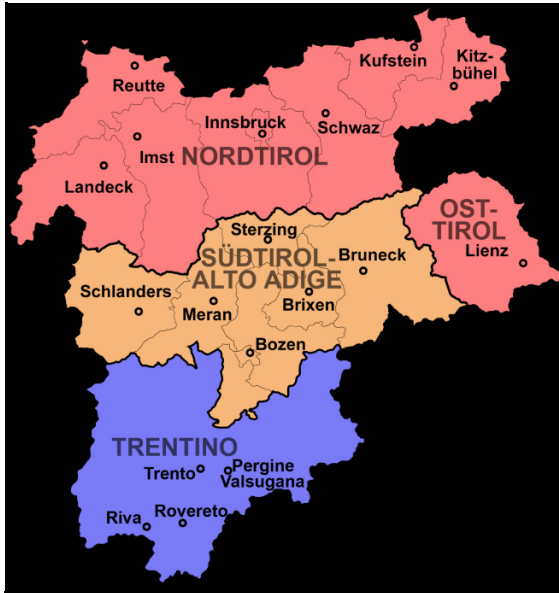 Kufstein
Kitz-
bühel
Reutte
Innsbruck
Schwaz
Imst
NORDTIROL
Landeck
OST-
TIROL
Lienz
Sterzing
SÜDTIROL-
ALTO ADIGE
Bruneck
Schlanders
Meran
Brixen
Bozen
TRENTINO
Trento
Pergine
Valsugana
Riva
Rovereto